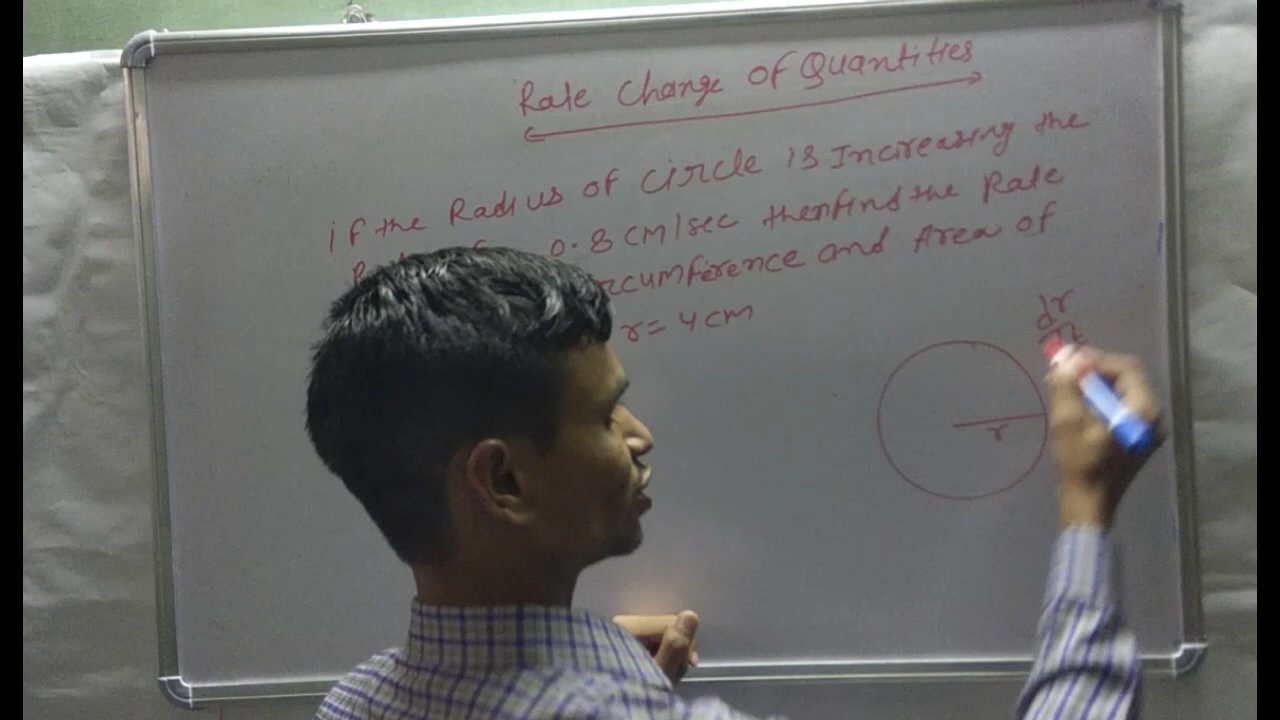 Rate Change Of Quantities
if the Radius of circle is Increasing the
0.8 cm/sec then find the Rate
rcumference and Area of
r = 4 cm
dr
r